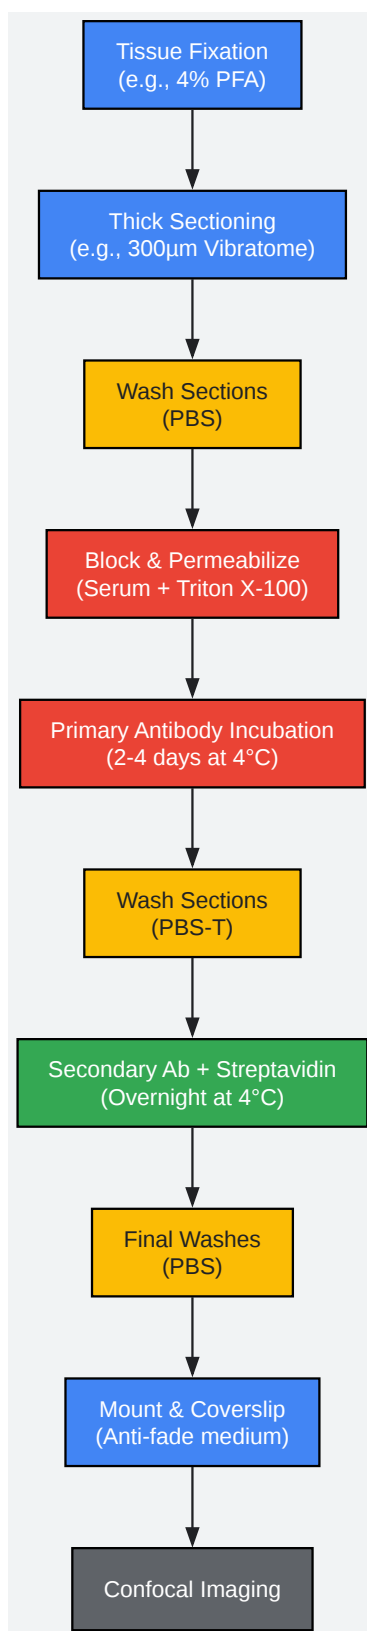 Tissue Fixation
(e.g., 4% PFA)
Thick Sectioning
(e.g., 300µm Vibratome)
Wash Sections
(PBS)
Block & Permeabilize
(Serum + Triton X-100)
Primary Antibody Incubation
(2-4 days at 4°C)
Wash Sections
(PBS-T)
Secondary Ab + Streptavidin
(Overnight at 4°C)
Final Washes
(PBS)
Mount & Coverslip
(Anti-fade medium)
Confocal Imaging